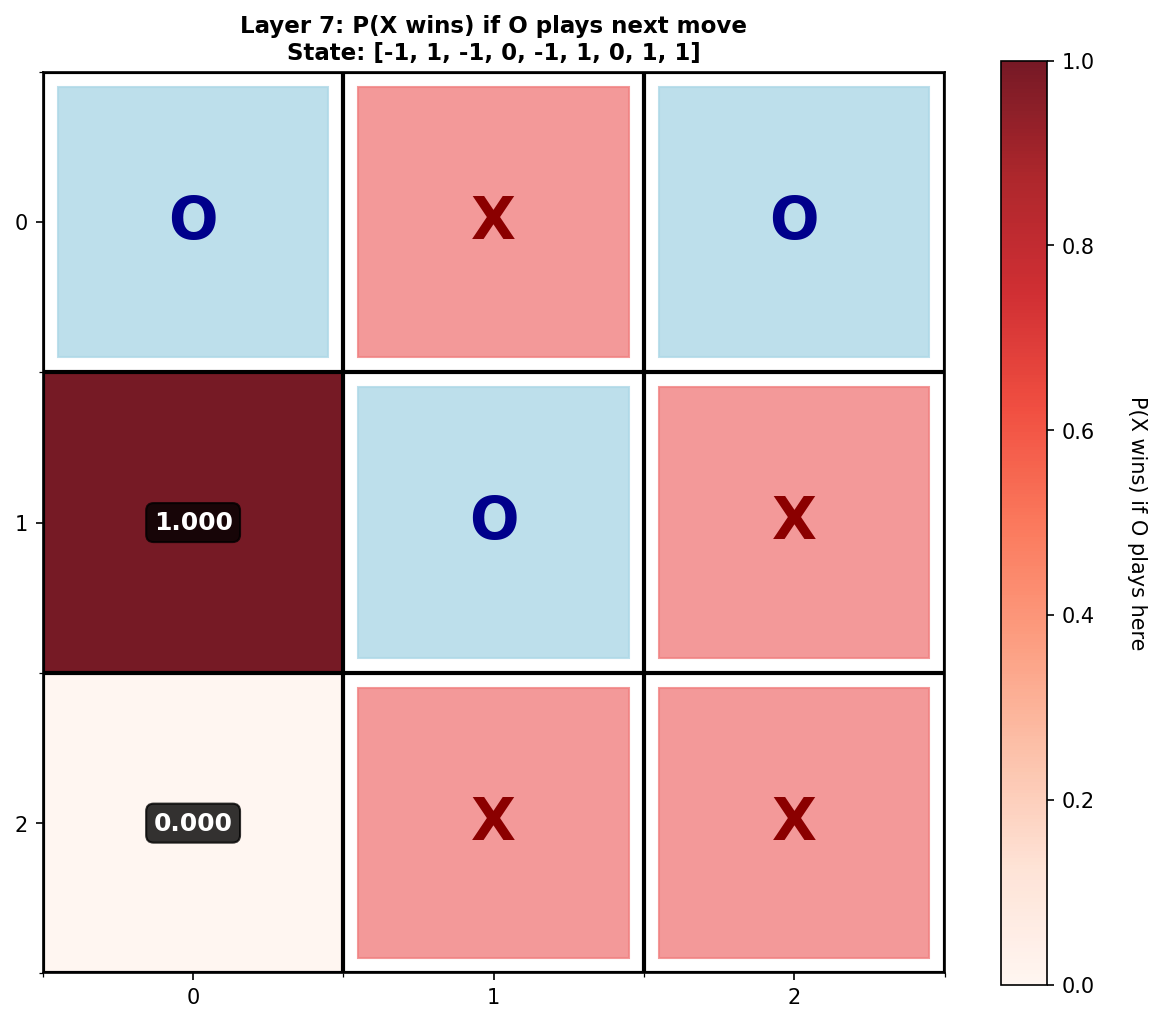 Layer 7: P(X wins) if O plays next move
State: [-1, 1, -1, 0, -1, 1, 0, 1, 1]
0
O
X
O
1
1.000
O
X
2
0.000
X
X
0
1
2
1.0
0.8
0.6
0.4
0.2
0.0
P(X wins) if O plays here